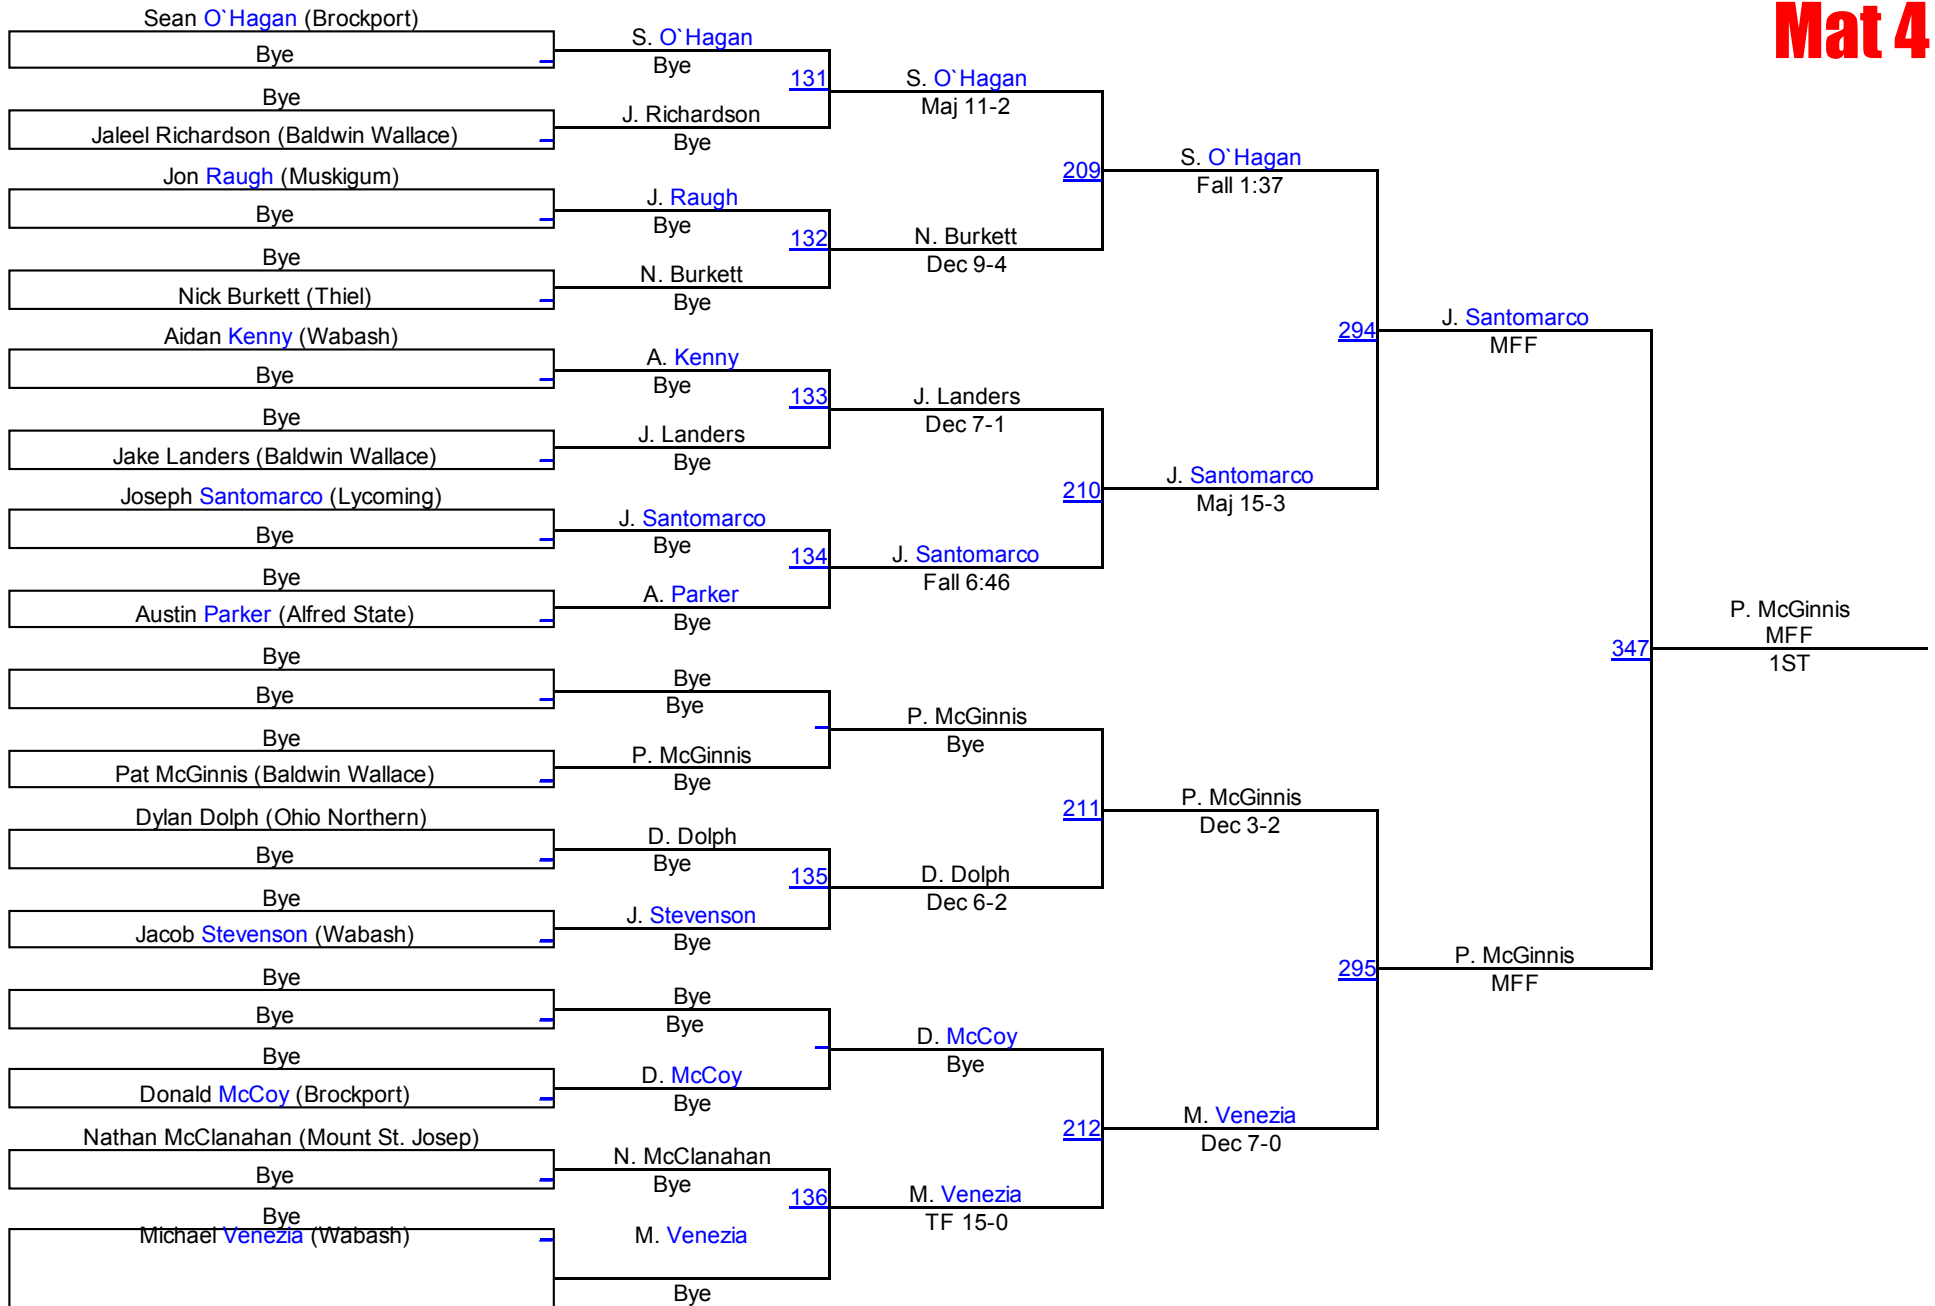 Mat 4
Sean O`Hagan (Brockport)
Bye
Bye
Jaleel Richardson (Baldwin Wallace)
Jon Raugh (Muskigum)
Bye
Bye
Nick Burkett (Thiel)
Aidan Kenny (Wabash)
Bye
Bye
Jake Landers (Baldwin Wallace)
Joseph Santomarco (Lycoming)
Bye
Bye
Austin Parker (Alfred State)
Bye
Bye
Bye
Pat McGinnis (Baldwin Wallace)
Dylan Dolph (Ohio Northern)
Bye
Bye
Jacob Stevenson (Wabash)
Bye
Bye
Bye
Donald McCoy (Brockport)
Nathan McClanahan (Mount St. Josep)
Bye
Bye
Michael Venezia (Wabash)
S. O`Hagan
Bye
131
J. Richardson
Bye
J. Raugh
Bye
132
N. Burkett
Bye
A. Kenny
Bye
133
J. Landers
Bye
J. Santomarco
Bye
134
A. Parker
Bye
Bye
Bye
P. McGinnis
Bye
D. Dolph
Bye
135
J. Stevenson
Bye
Bye
Bye
D. McCoy
Bye
N. McClanahan
Bye
136
M. Venezia
Bye
S. O`Hagan
Maj 11-2
209
N. Burkett
Dec 9-4
J. Landers
Dec 7-1
210
J. Santomarco
Fall 6:46
P. McGinnis
Bye
211
D. Dolph
Dec 6-2
D. McCoy
Bye
212
M. Venezia
TF 15-0
S. O`Hagan
Fall 1:37
294
J. Santomarco
Maj 15-3
P. McGinnis
Dec 3-2
295
M. Venezia
Dec 7-0
J. Santomarco
MFF
347
P. McGinnis
MFF
P. McGinnis
MFF
1ST